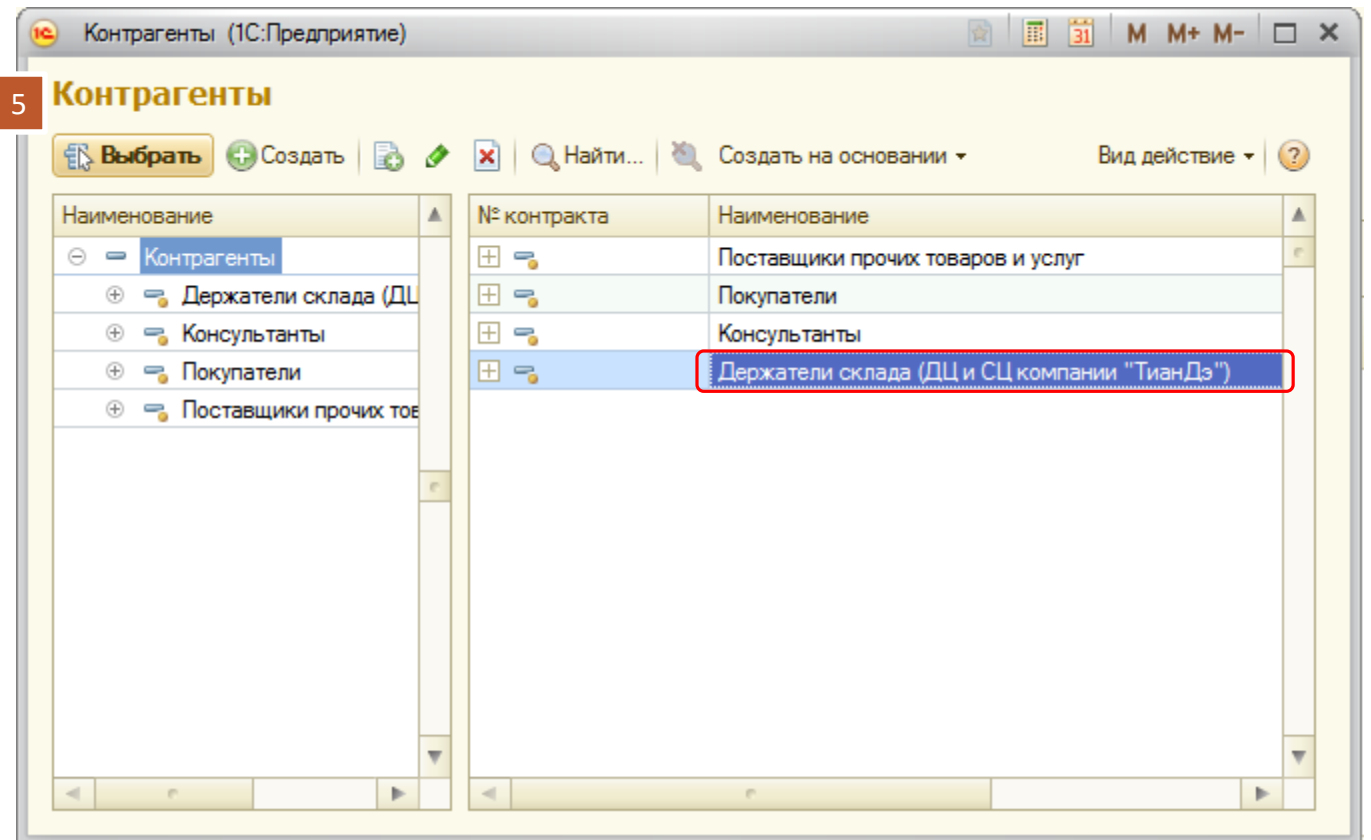 Контрагенты (1С:Предприятие)
31 M M+ M-
5
Контрагенты
Выбрать Создать Найти... Создать на основании Вид действие ?
Наименование
Контрагенты
Держатели склада (ДЦ
Консультанты
Покупатели
Поставщики прочих тов
№ контракта Наименование
Поставщики прочих товаров и услуг
Покупатели
Консультанты
Держатели склада (ДЦ и СЦ компании "ТианДэ")